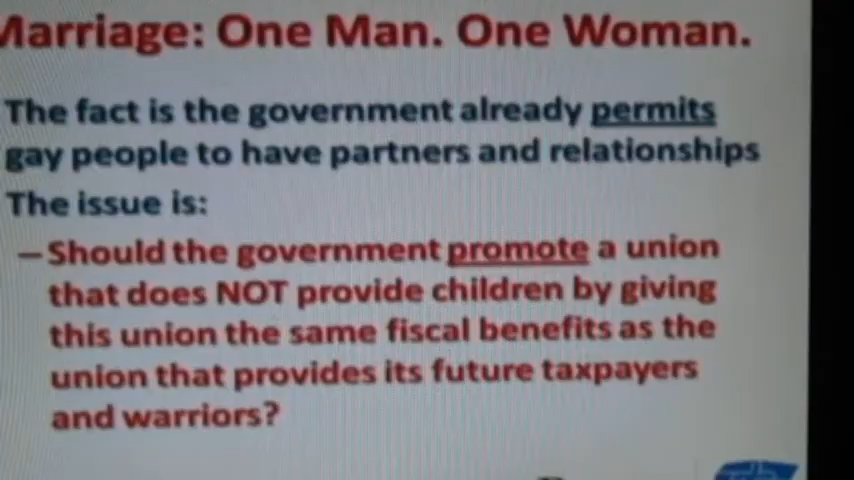 Marriage: One Man. One Woman.
The fact is the government already permits
gay people to have partners and relationships
The issue is:
– Should the government promote a union
that does NOT provide children by giving
this union the same fiscal benefits as the
union that provides its future taxpayers
and warriors?